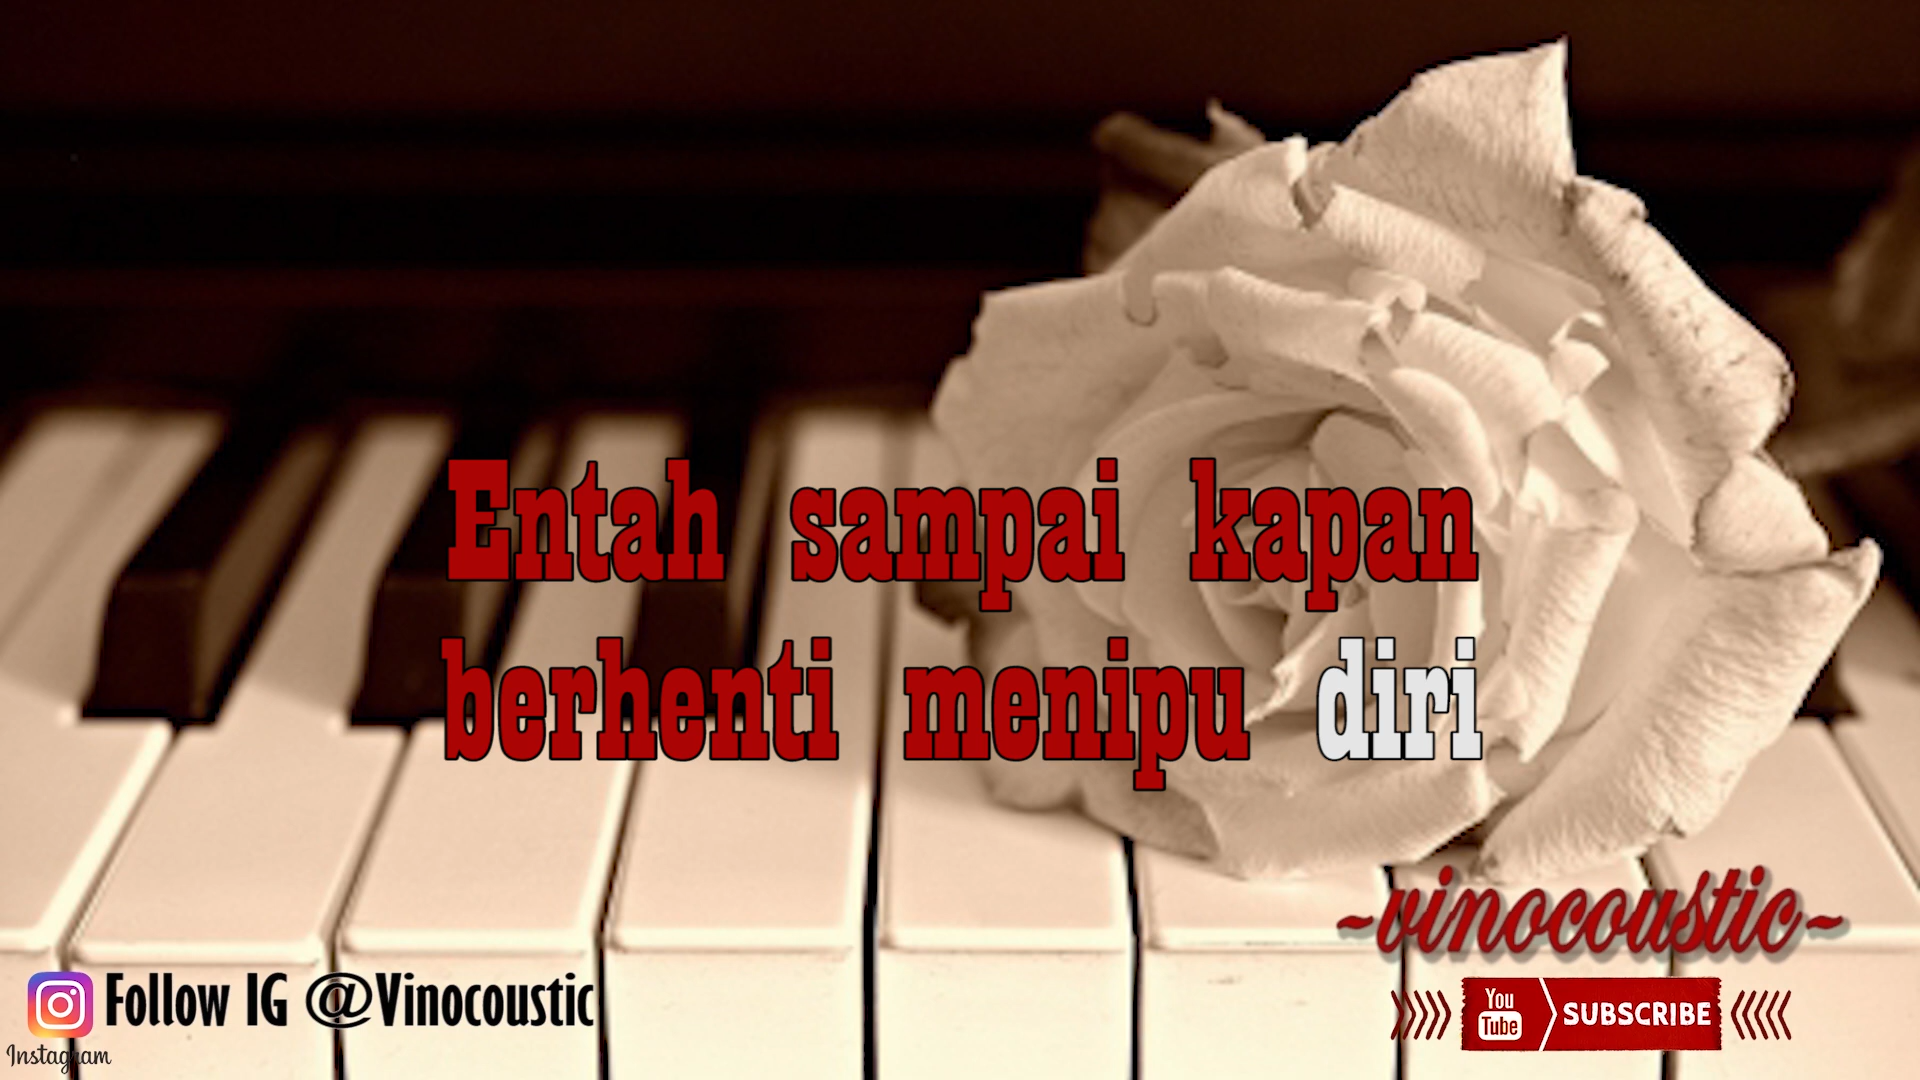 Entah sampai kapan
berhenti menipu diri
~vinocoustic~
You
Tube
SUBSCRIBE
Follow IG @Vinocoustic
Instagram